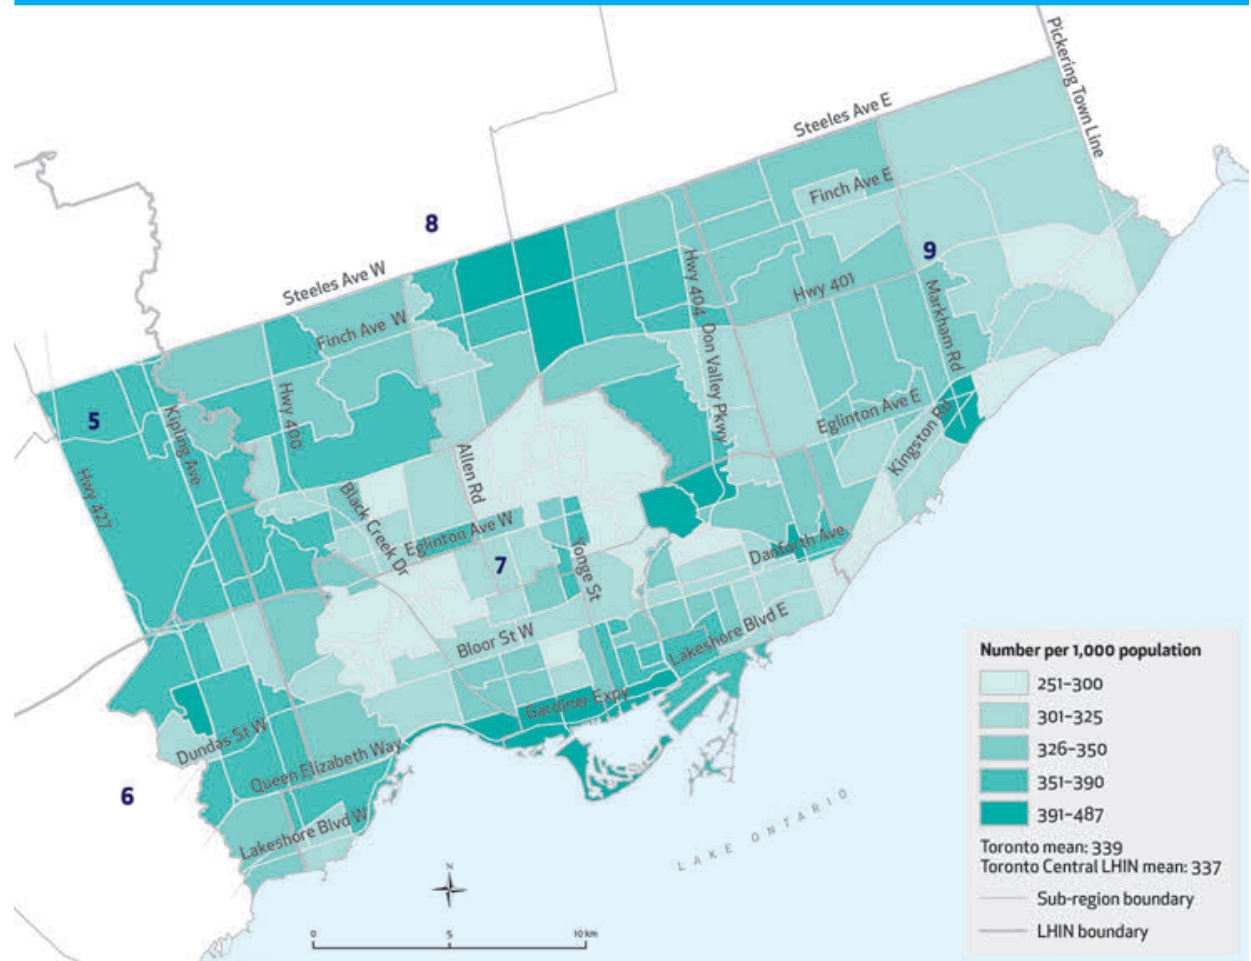 Pickering Town Line
Steeles Ave E
Finch Ave E
8
9
Steeles Ave W
Hwy 404
Hwy 401
Finch Ave W
Markham Rd
Don Valley Pkwy
5
Kipling Ave
Hwy 400
Eglinton Ave E
Kingston Rd
Hwy 427
Allen Rd
Black Creek Dr
Eglinton Ave W
Yonge St
Danforth Ave
7
Bloor St W
Lakeshore Blvd E
Gardiner Expy
Dundas St W
Queen Elizabeth Way
6
Lakeshore Blvd W
LAKE ONTARIO
N
0 5 10 km
Number per 1,000 population
251–300
301–325
326–350
351–390
391–487
Toronto mean: 339
Toronto Central LHIN mean: 337
Sub-region boundary
LHIN boundary